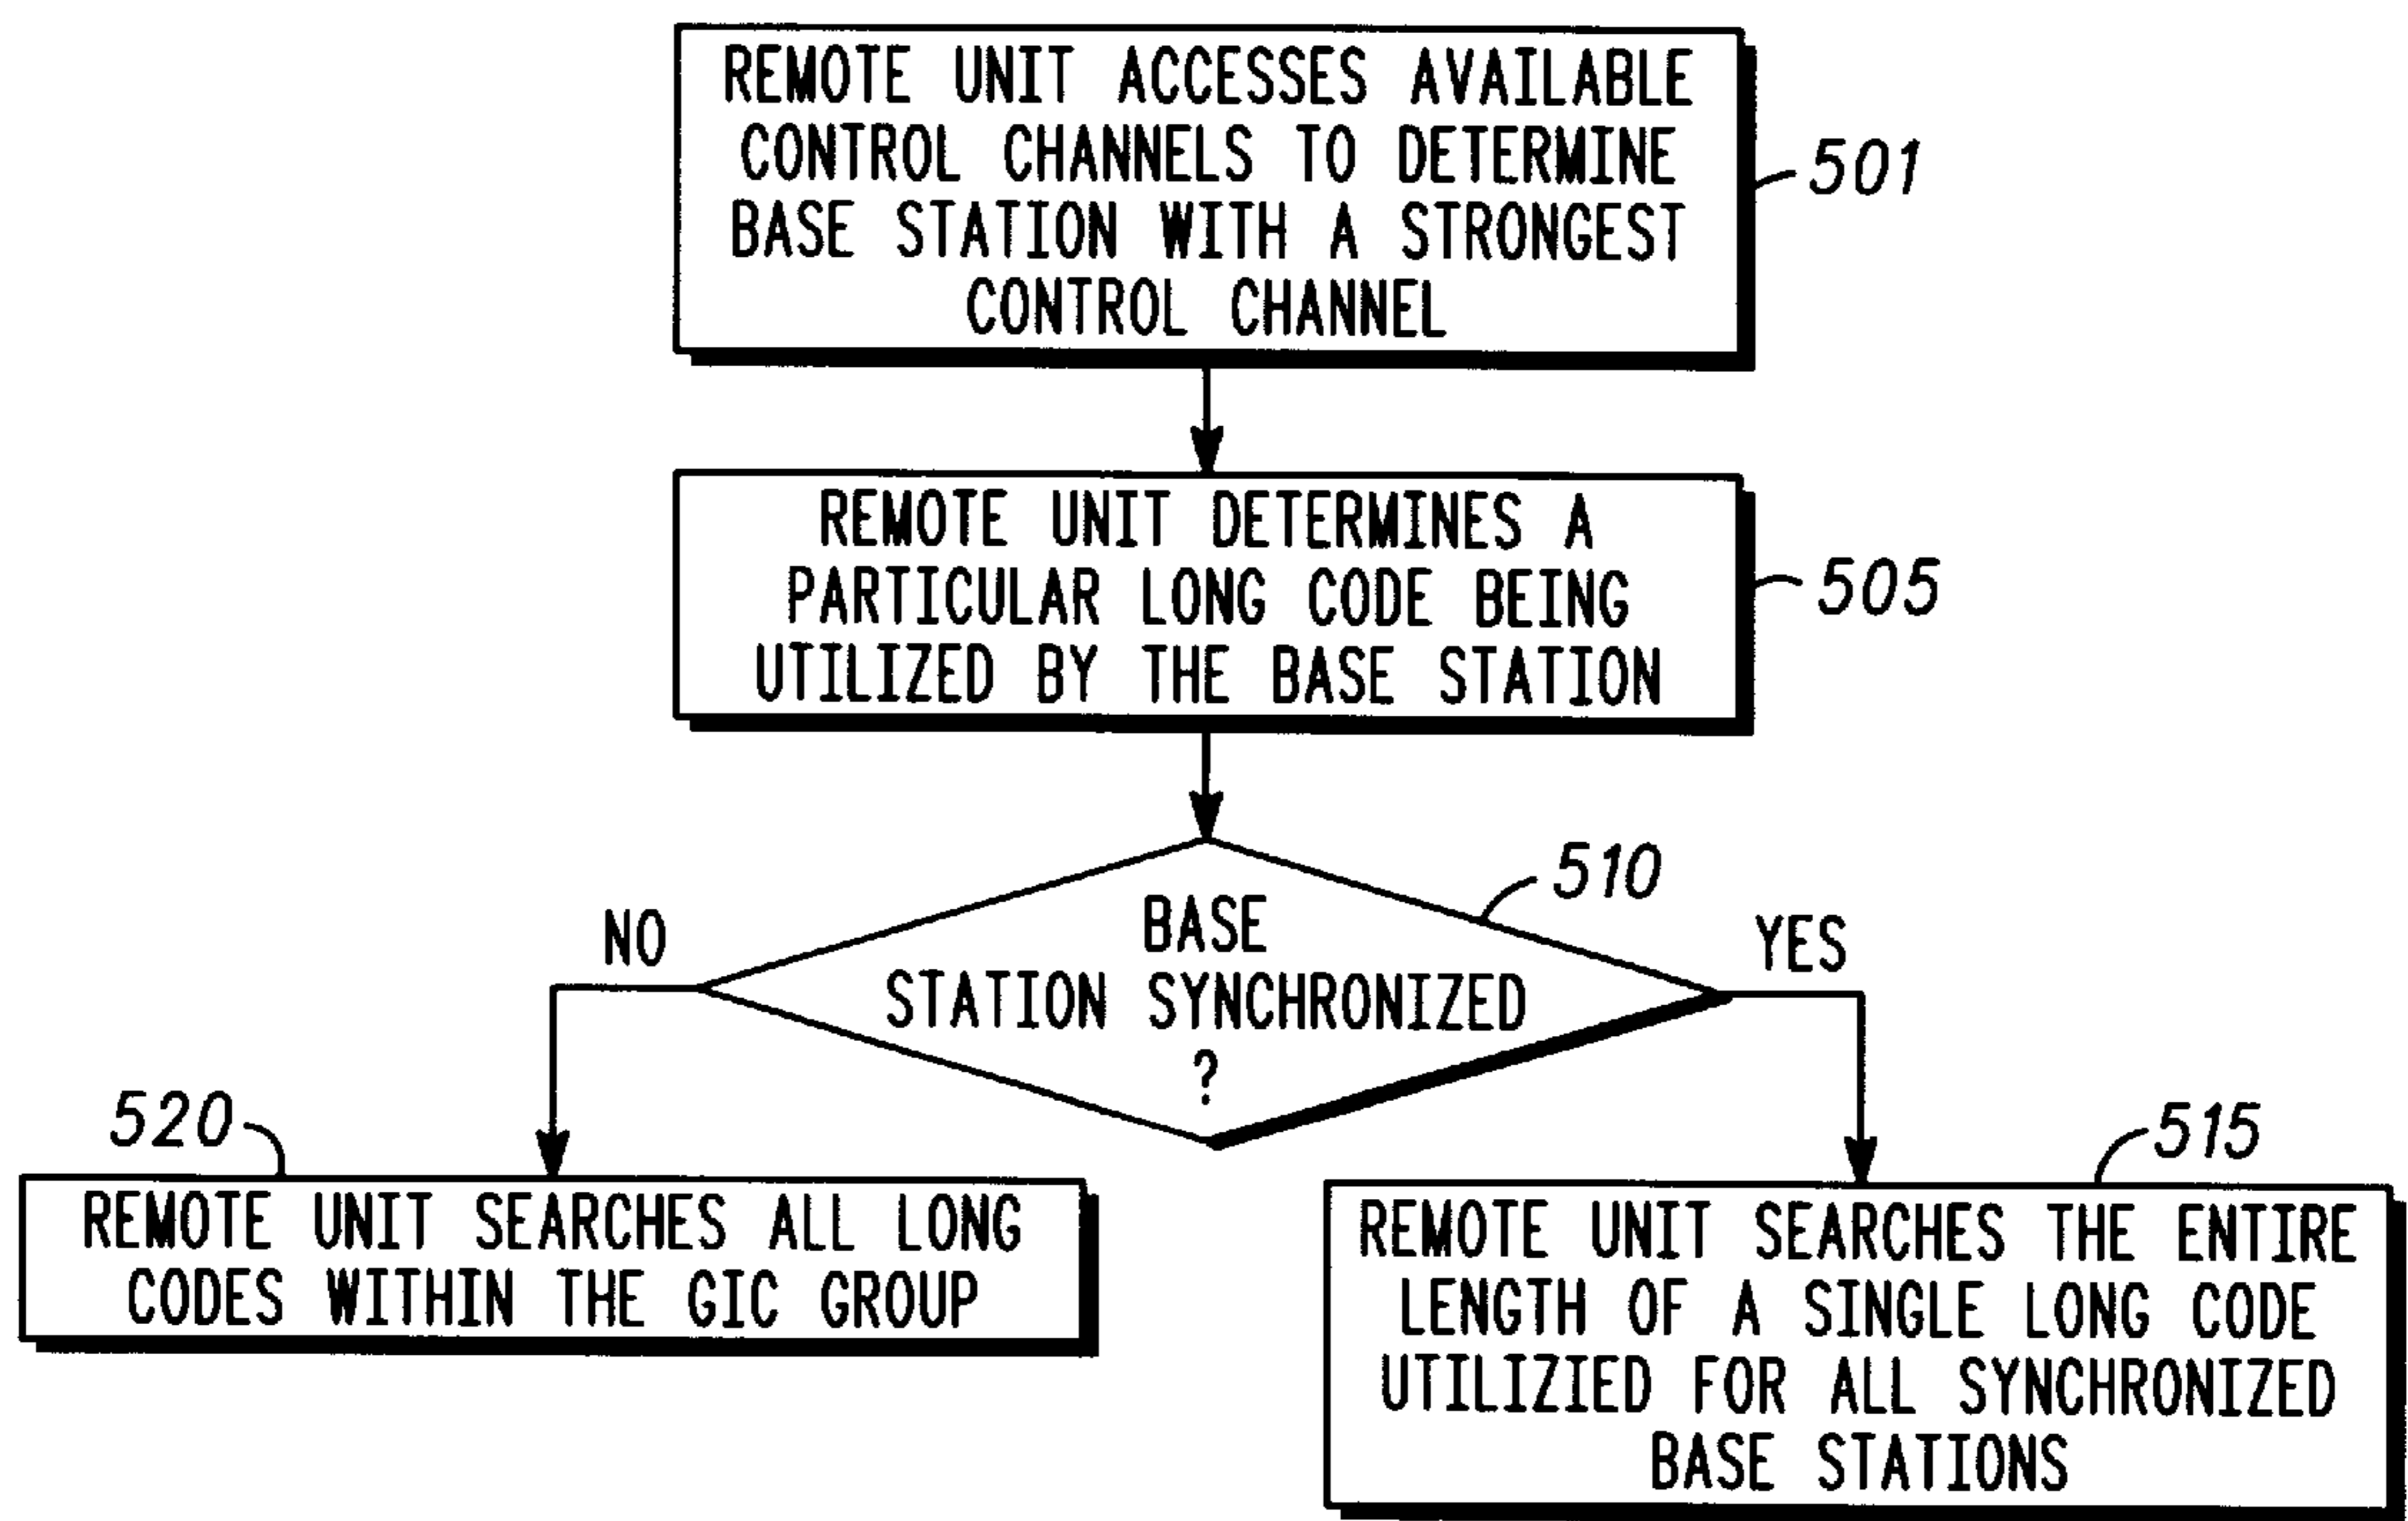 REMOTE UNIT ACCESSES AVAILABLE
CONTROL CHANNELS TO DETERMINE
BASE STATION WITH A STRONGEST
CONTROL CHANNEL
501
REMOTE UNIT DETERMINES A
PARTICULAR LONG CODE BEING
UTILIZED BY THE BASE STATION
505
510
BASE
STATION SYNCHRONIZED
?
NO
YES
520
REMOTE UNIT SEARCHES ALL LONG
CODES WITHIN THE GIC GROUP
515
REMOTE UNIT SEARCHES THE ENTIRE
LENGTH OF A SINGLE LONG CODE
UTILIZIED FOR ALL SYNCHRONIZED
BASE STATIONS